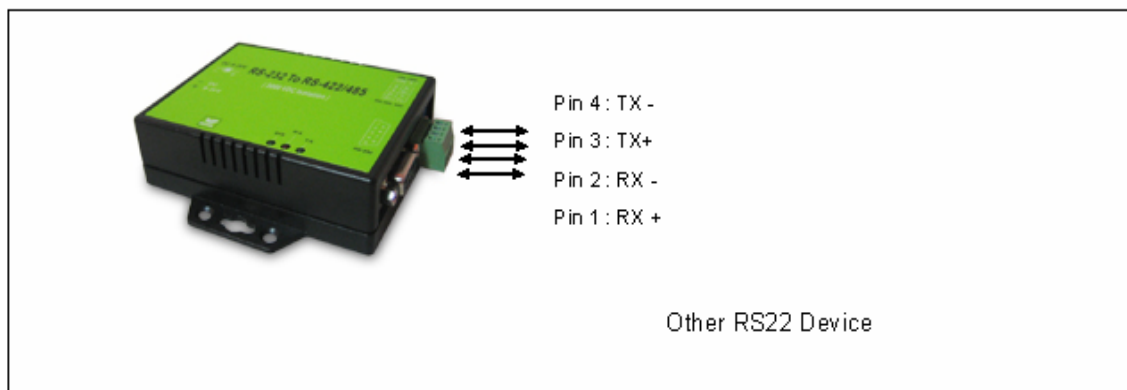 RS-232 To RS-422/485
Pin 4 : TX -
Pin 3 : TX+
Pin 2 : RX -
Pin 1 : RX +
Other RS22 Device